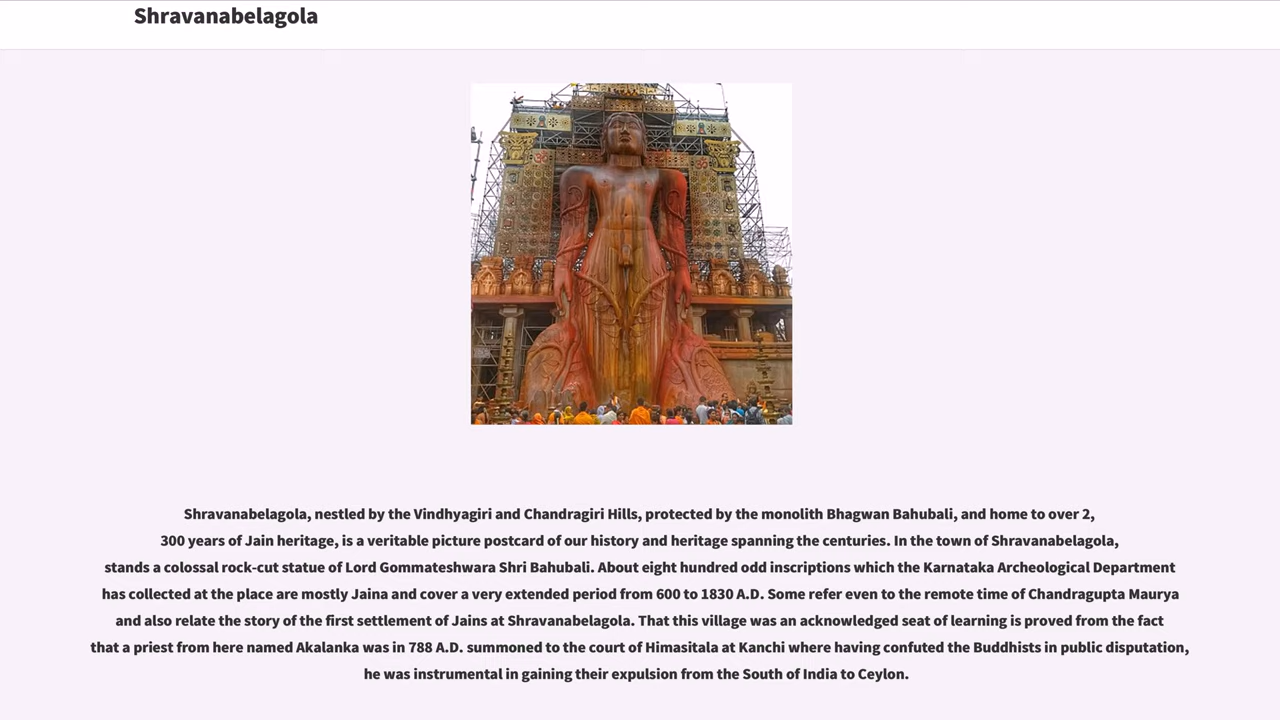 Shravanabelagola
Shravanabelagola, nestled by the Vindhyagiri and Chandragiri Hills, protected by the monolith Bhagwan Bahubali, and home to over 2,
300 years of Jain heritage, is a veritable picture postcard of our history and heritage spanning the centuries. In the town of Shravanabelagola,
stands a colossal rock-cut statue of Lord Gommateshwara Shri Bahubali. About eight hundred odd inscriptions which the Karnataka Archeological Department
has collected at the place are mostly Jaina and cover a very extended period from 600 to 1830 A.D. Some refer even to the remote time of Chandragupta Maurya
and also relate the story of the first settlement of Jains at Shravanabelagola. That this village was an acknowledged seat of learning is proved from the fact
that a priest from here named Akalanka was in 788 A.D. summoned to the court of Himasitala at Kanchi where having confuted the Buddhists in public disputation,
he was instrumental in gaining their expulsion from the South of India to Ceylon.